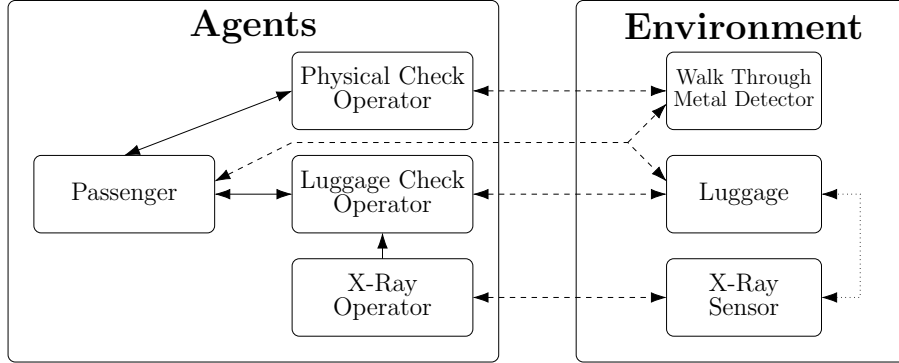 Agents
Physical Check
Operator
Passenger
Luggage Check
Operator
X-Ray
Operator
Environment
Walk Through
Metal Detector
Luggage
X-Ray
Sensor